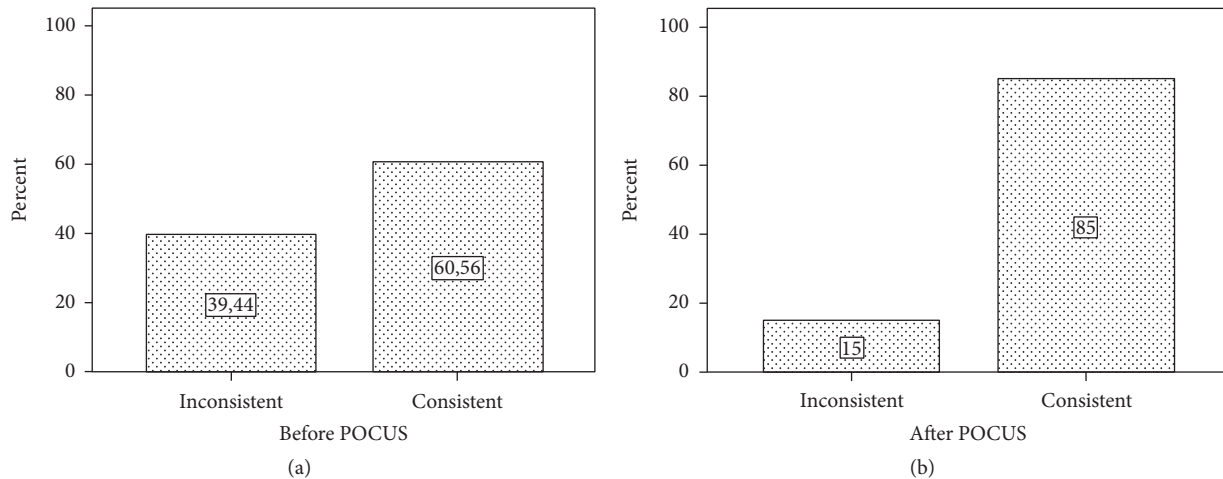 100
80
60
40
20
0
Percent
39,44
60,56
Inconsistent
Consistent
Before POCUS
(a)
100
80
60
40
20
0
Percent
15
85
Inconsistent
Consistent
After POCUS
(b)